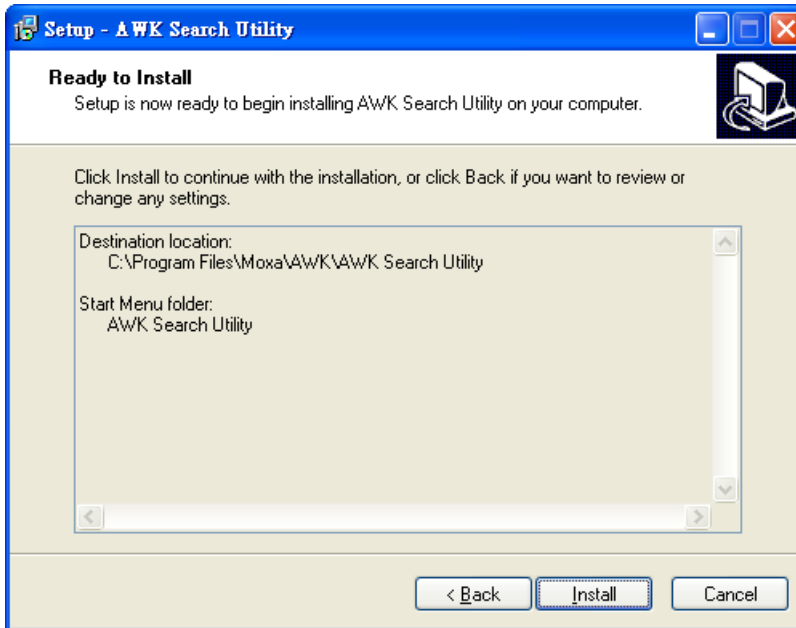 Setup - AWK Search Utility
Ready to Install
Setup is now ready to begin installing AWK Search Utility on your computer.
Click Install to continue with the installation, or click Back if you want to review or
change any settings.
Destination location:
C:\Program Files\Moxa\AWK\AWK Search Utility
Start Menu folder:
AWK Search Utility
< Back
Install
Cancel